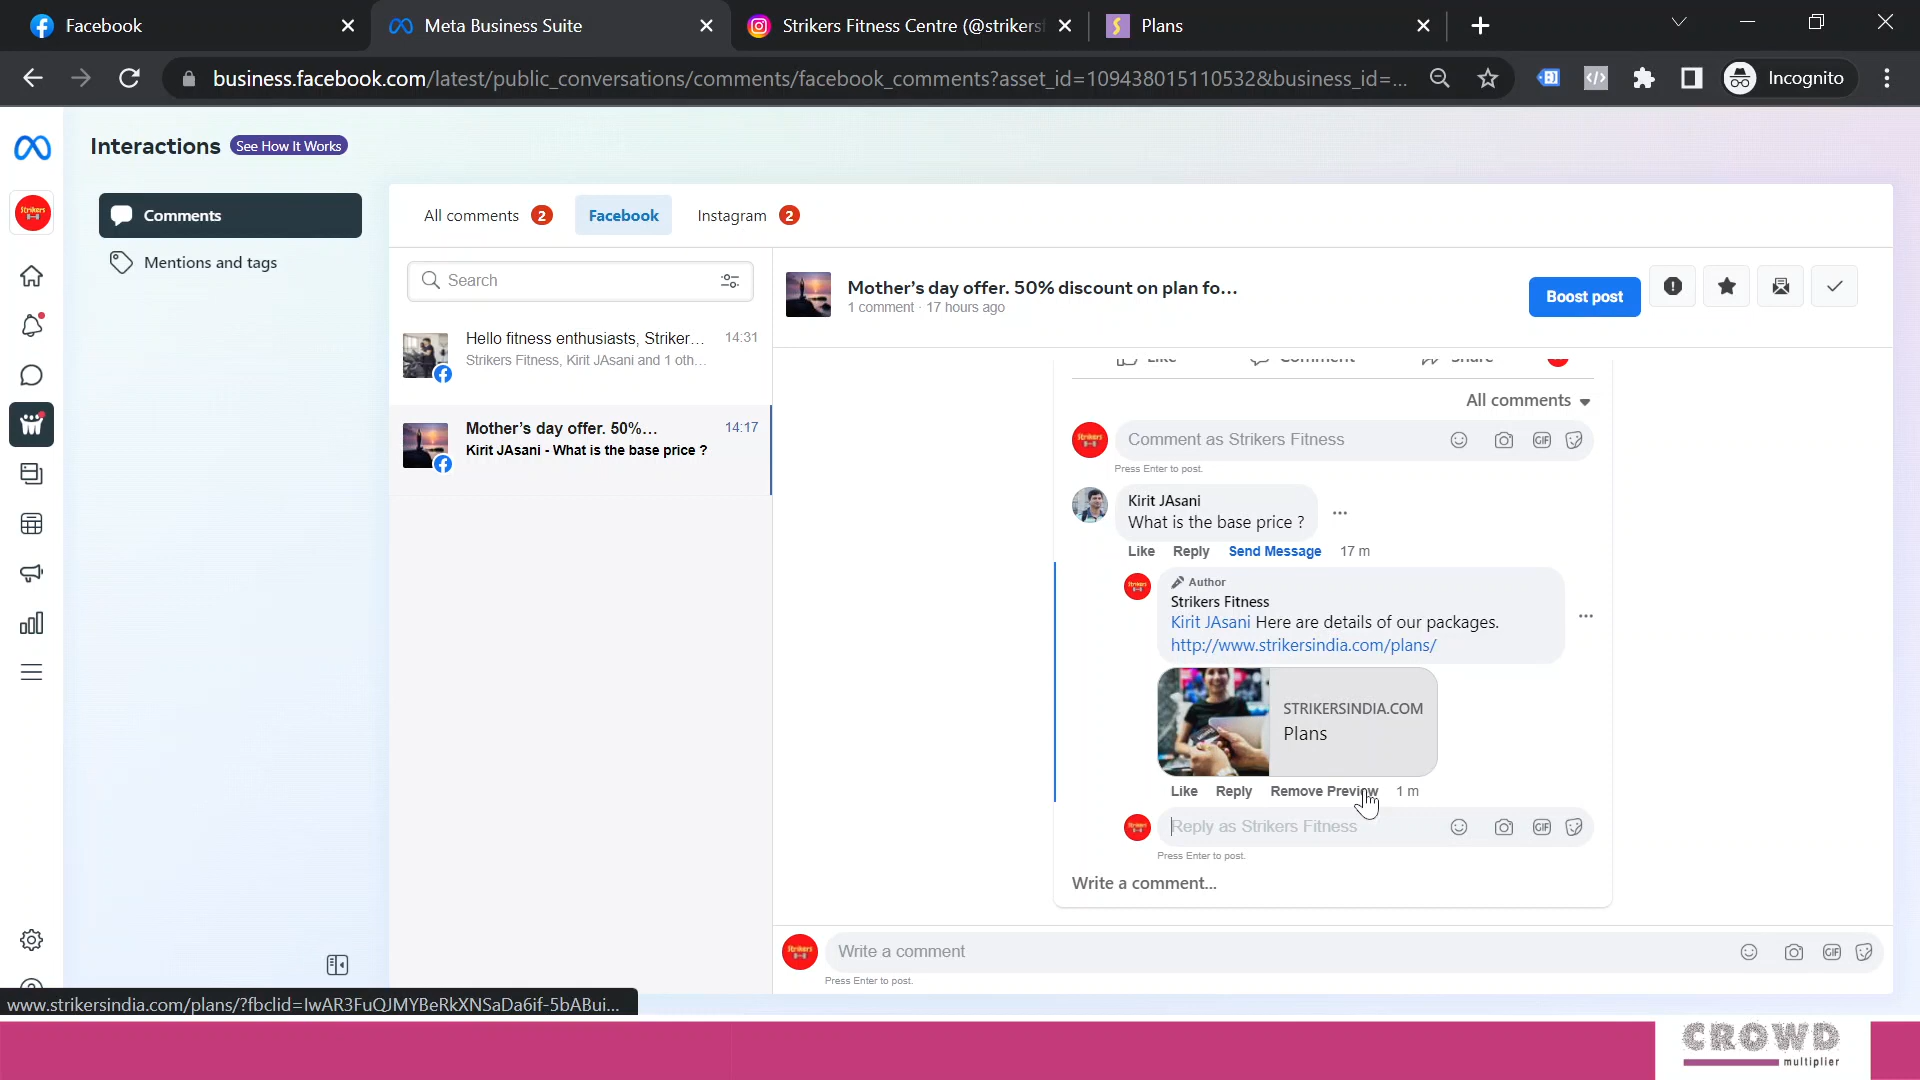 Facebook
Meta Business Suite
Strikers Fitness Centre (@strikers
Plans
business.facebook.com/latest/public_conversations/comments/facebook_comments?asset_id=109438015110532&business_id=...
Incognito
Interactions
See How It Works
Comments
Mentions and tags
All comments 2
Facebook
Instagram 2
Search
Hello fitness enthusiasts, Striker...
14:31
Strikers Fitness, Kirit JAsani and 1 oth...
Mother's day offer. 50%...
14:17
Kirit JAsani - What is the base price ?
Mother's day offer. 50% discount on plan fo...
1 comment · 17 hours ago
Boost post
Like
Comment
Share
All comments
Comment as Strikers Fitness
GIF
Press Enter to post.
Kirit JAsani
What is the base price ?
Like Reply Send Message 17 m
Author
Strikers Fitness
Kirit JAsani Here are details of our packages.
http://www.strikersindia.com/plans/
STRIKERSINDIA.COM
Plans
Like Reply Remove Preview 1 m
Reply as Strikers Fitness
GIF
Press Enter to post.
Write a comment...
Write a comment
GIF
Press Enter to post.
www.strikersindia.com/plans/?fbclid=IwAR3FuQJMYBeRkXNSaDa6if-5bABui...
CROWD
multiplier